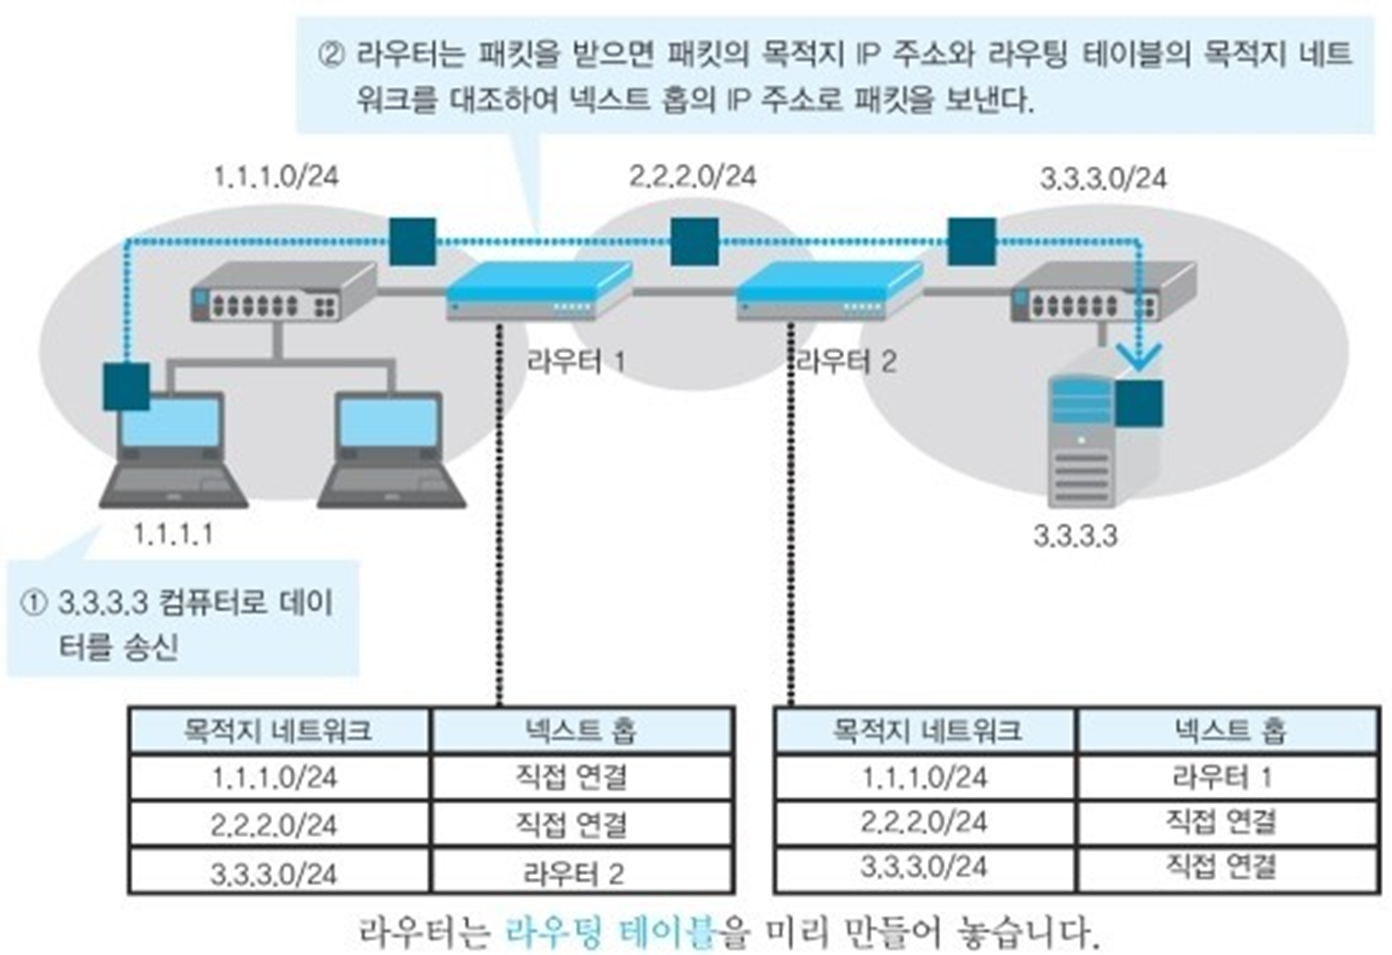 ② 라우터는 패킷을 받으면 패킷의 목적지 IP 주소와 라우팅 테이블의 목적지 네트
워크를 대조하여 넥스트 홉의 IP 주소로 패킷을 보낸다.
1.1.1.0/24
2.2.2.0/24
3.3.3.0/24
라우터 1
라우터 2
1.1.1.1
3.3.3.3
① 3.3.3.3 컴퓨터로 데이
터를 송신
목적지 네트워크 넥스트 홉
1.1.1.0/24 직접 연결
2.2.2.0/24 직접 연결
3.3.3.0/24 라우터 2
목적지 네트워크 넥스트 홉
1.1.1.0/24 라우터 1
2.2.2.0/24 직접 연결
3.3.3.0/24 직접 연결
라우터는 라우팅 테이블을 미리 만들어 놓습니다.